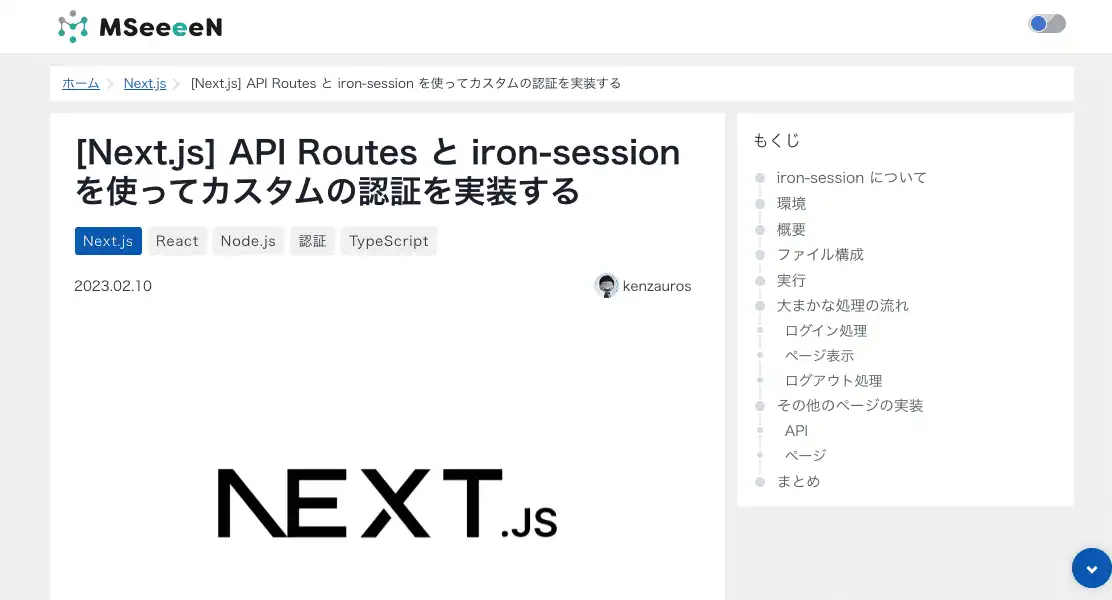 MSeeeeN
ホーム Next.js [Next.js] API Routes と iron-session を使ってカスタムの認証を実装する
[Next.js] API Routes と iron-session
を使ってカスタムの認証を実装する
Next.js React Node.js 認証 TypeScript
2023.02.10 kenzauros
NEXT.JS
もくじ
iron-session について
環境
概要
ファイル構成
実行
大まかな処理の流れ
ログイン処理
ページ表示
ログアウト処理
その他のページの実装
API
ページ
まとめ